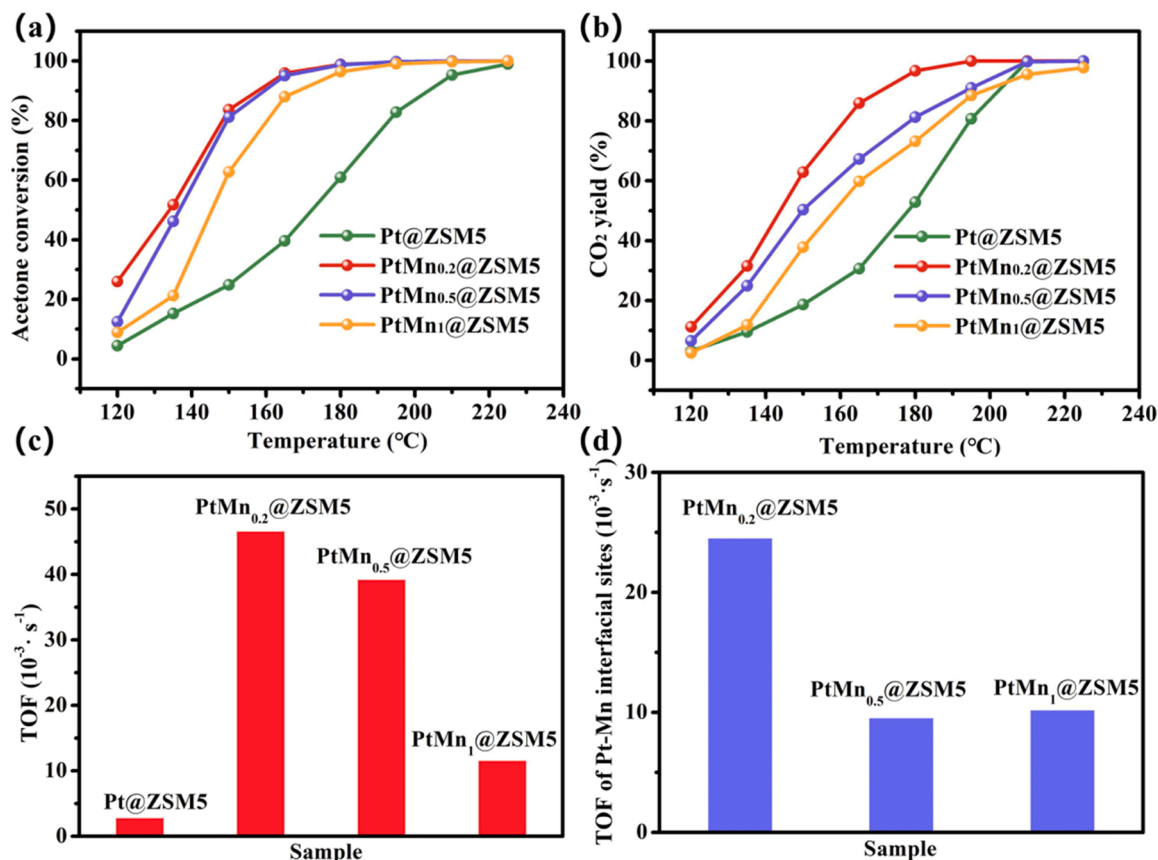 (a)
Acetone conversion (%)
100
80
60
40
20
0
Pt@ZSM5
PtMn0.2@ZSM5
PtMn0.5@ZSM5
PtMn1@ZSM5
120 140 160 180 200 220 240
Temperature (℃)
(b)
CO₂ yield (%)
100
80
60
40
20
0
Pt@ZSM5
PtMn0.2@ZSM5
PtMn0.5@ZSM5
PtMn1@ZSM5
120 140 160 180 200 220 240
Temperature (℃)
(c)
TOF (10⁻³· s⁻¹)
50
40
30
20
10
0
Pt@ZSM5
PtMn₀.₂@ZSM5
PtMn₀.₅@ZSM5
PtMn₁@ZSM5
Sample
(d)
TOF of Pt-Mn interfacial sites (10⁻³·s⁻¹)
30
20
10
0
PtMn₀.₂@ZSM5
PtMn₀.₅@ZSM5
PtMn₁@ZSM5
Sample